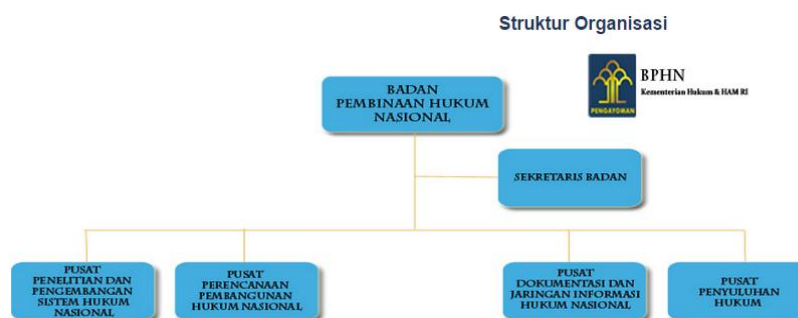 Struktur Organisasi
BPHN
Kementerian Hukum & HAM RI
PENGAYOMAN
BADAN
PEMBINAAN HUKUM
NASIONAL
SEKRETARIS BADAN
PUSAT
PENELITIAN DAN
PENGEMBANGAN
SISTEM HUKUM
NASIONAL
PUSAT
PERENCANAAN
PEMBANGUNAN
HUKUM NASIONAL
PUSAT
DOKUMENTASI DAN
JARINGAN INFORMASI
HUKUM NASIONAL
PUSAT
PENYULUHAN
HUKUM